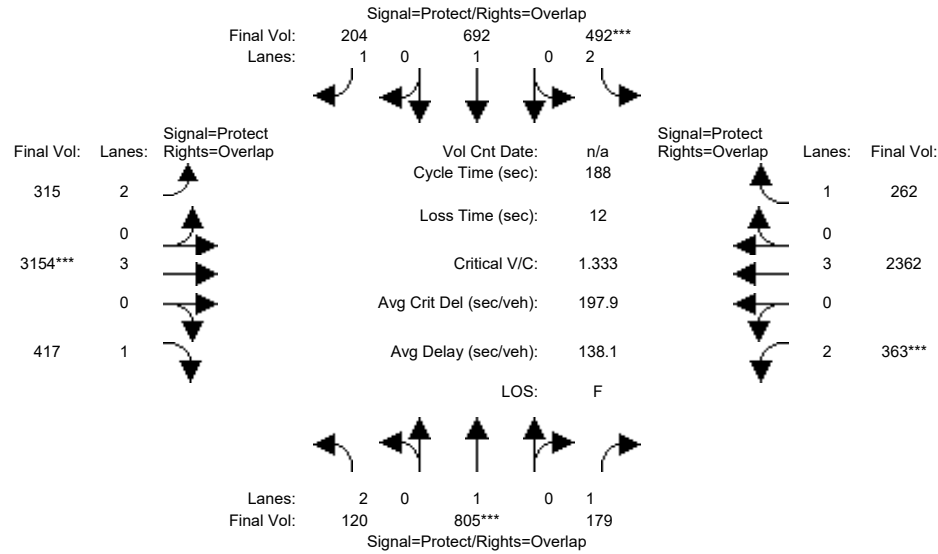 Signal=Protect/Rights=Overlap
Final Vol: 204 692 492***
Lanes: 1 0 1 0 2
Signal=Protect
Final Vol: Lanes: Rights=Overlap
Vol Cnt Date: n/a
Signal=Protect
Rights=Overlap Lanes: Final Vol:
Cycle Time (sec): 188
315 2
1 262
Loss Time (sec): 12
0
0
3154*** 3
Critical V/C: 1.333
3 2362
0
Avg Crit Del (sec/veh): 197.9
0
417 1
Avg Delay (sec/veh): 138.1
2 363***
LOS: F
Lanes: 2 0 1 0 1
Final Vol: 120 805*** 179
Signal=Protect/Rights=Overlap